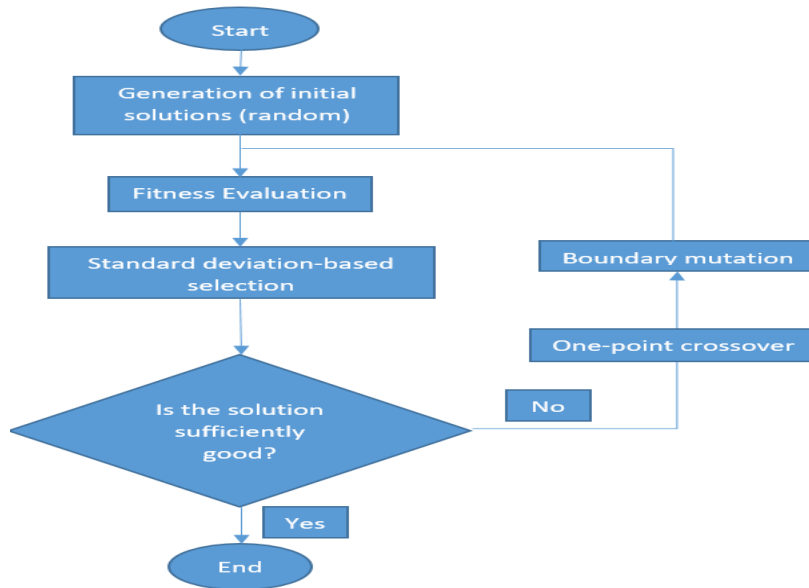 Start
Generation of initial
solutions (random)
Fitness Evaluation
Standard deviation-based
selection
Boundary mutation
One-point crossover
Is the solution
sufficiently
good?
No
Yes
End